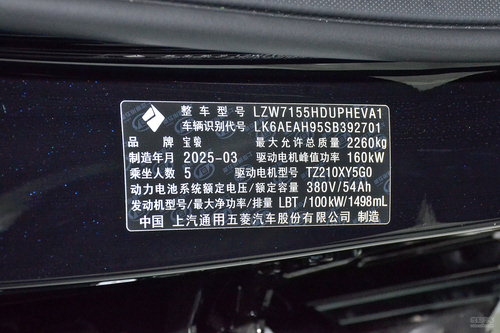 整车型号 LZW7155HDUPHEVA1
车辆识别代号 LK6AEAH95SB392701
品牌 宝骏 最大允许总质量 2260kg
制造年月 2025-03 驱动电机峰值功率 160kW
乘坐人数 5 驱动电机型号 TZ210XY5G0
动力电池系统额定电压/额定容量 380V/54Ah
发动机型号/最大净功率/排量 LBT/100kW/1498mL
中国 上汽通用五菱汽车股份有限公司 制造